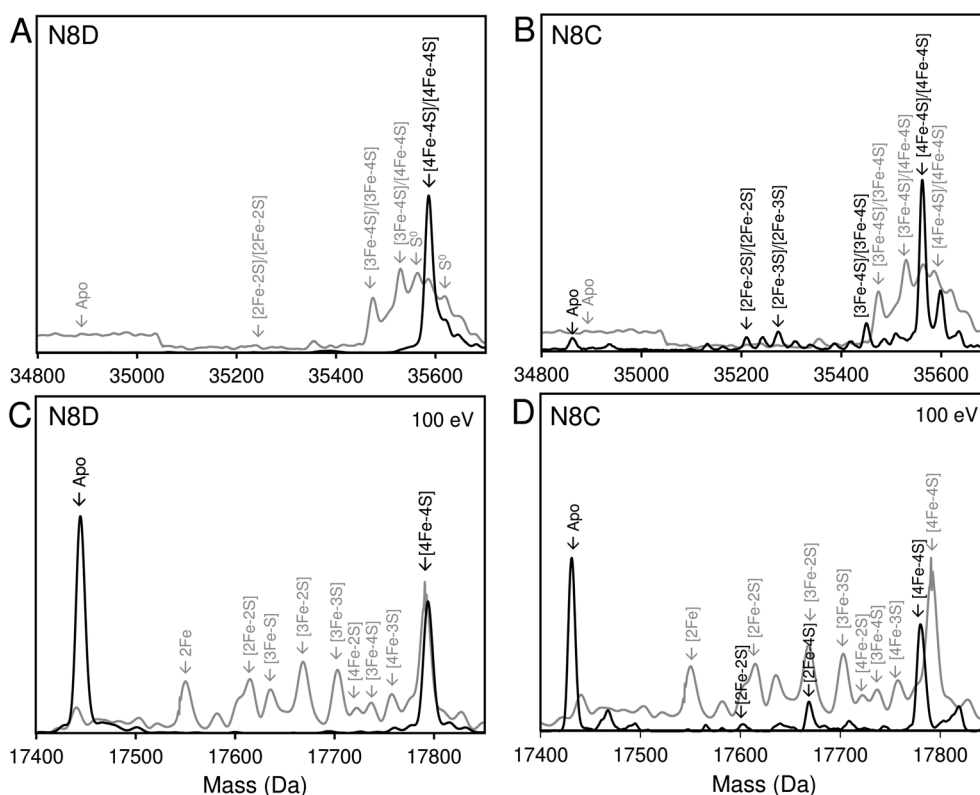 A N8D
Apo
[2Fe-2S]/[2Fe-2S]
[3Fe-4S]/[3Fe-4S]
[3Fe-4S]/[4Fe-4S]
S⁰
[4Fe-4S]/[4Fe-4S]
S⁰
34800 35000 35200 35400 35600
B N8C
Apo
Apo
[2Fe-2S]/[2Fe-2S]
[2Fe-3S]/[2Fe-3S]
[3Fe-4S]/[3Fe-4S]
[3Fe-4S]/[3Fe-4S]
[3Fe-4S]/[4Fe-4S]
[4Fe-4S]/[4Fe-4S]
[4Fe-4S]/[4Fe-4S]
34800 35000 35200 35400 35600
C N8D 100 eV
Apo
2Fe
[2Fe-2S]
[3Fe-S]
[3Fe-2S]
[3Fe-3S]
[4Fe-2S]
[3Fe-4S]
[4Fe-3S]
[4Fe-4S]
17400 17500 17600 17700 17800
Mass (Da)
D N8C 100 eV
Apo
[2Fe]
[2Fe-2S]
[2Fe-2S]
[3Fe-2S]
[2Fe-4S]
[3Fe-3S]
[4Fe-2S]
[3Fe-4S]
[4Fe-3S]
[4Fe-4S]
[4Fe-4S]
17400 17500 17600 17700 17800
Mass (Da)